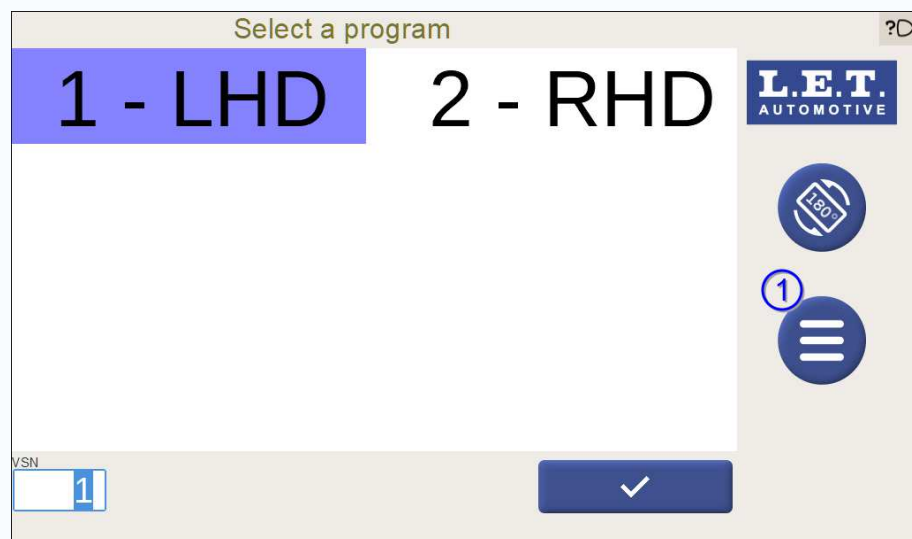 Select a program
?
1 - LHD 2 - RHD
L.E.T.
AUTOMOTIVE
180°
1
VSN
1